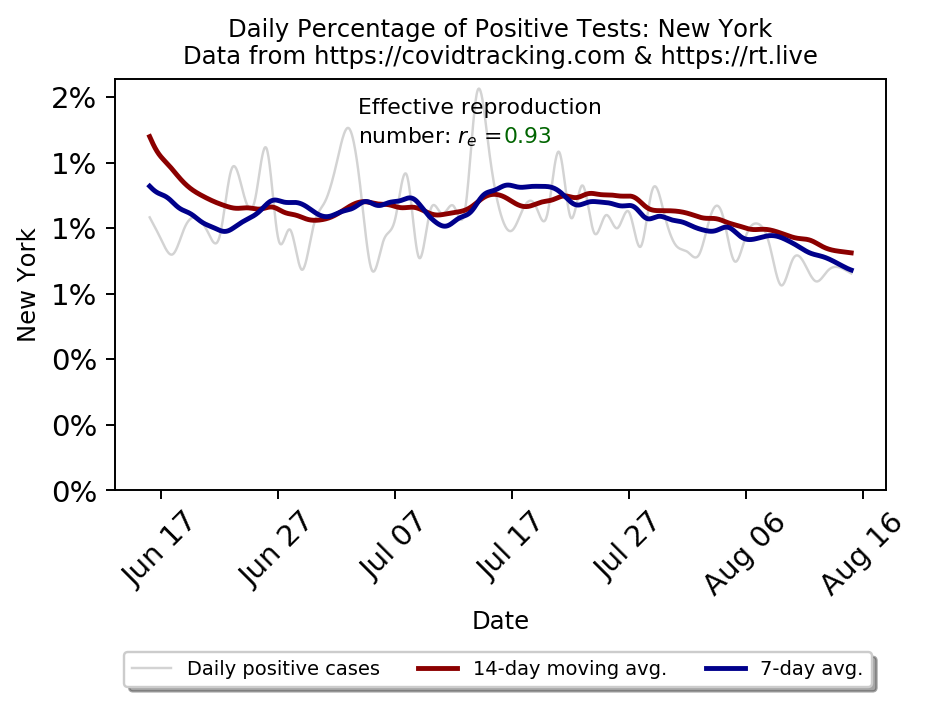 Daily Percentage of Positive Tests: New York
Data from https://covidtracking.com & https://rt.live
Effective reproduction
number: rₑ =0.93
2%
1%
1%
1%
0%
0%
0%
New York
Jun 17
Jun 27
Jul 07
Jul 17
Jul 27
Aug 06
Aug 16
Date
Daily positive cases 14-day moving avg. 7-day avg.